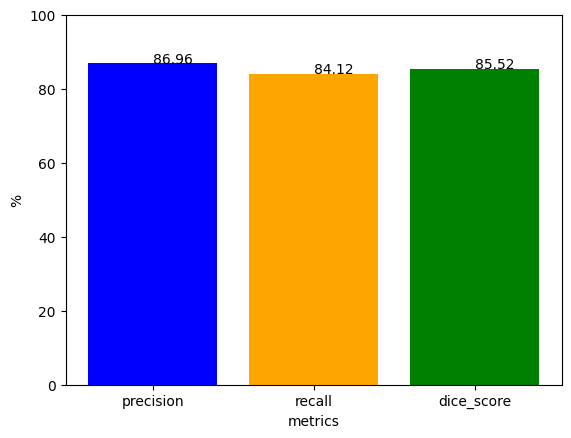 100
80
60
40
20
0
%
86.96
84.12
85.52
precision
recall
dice_score
metrics